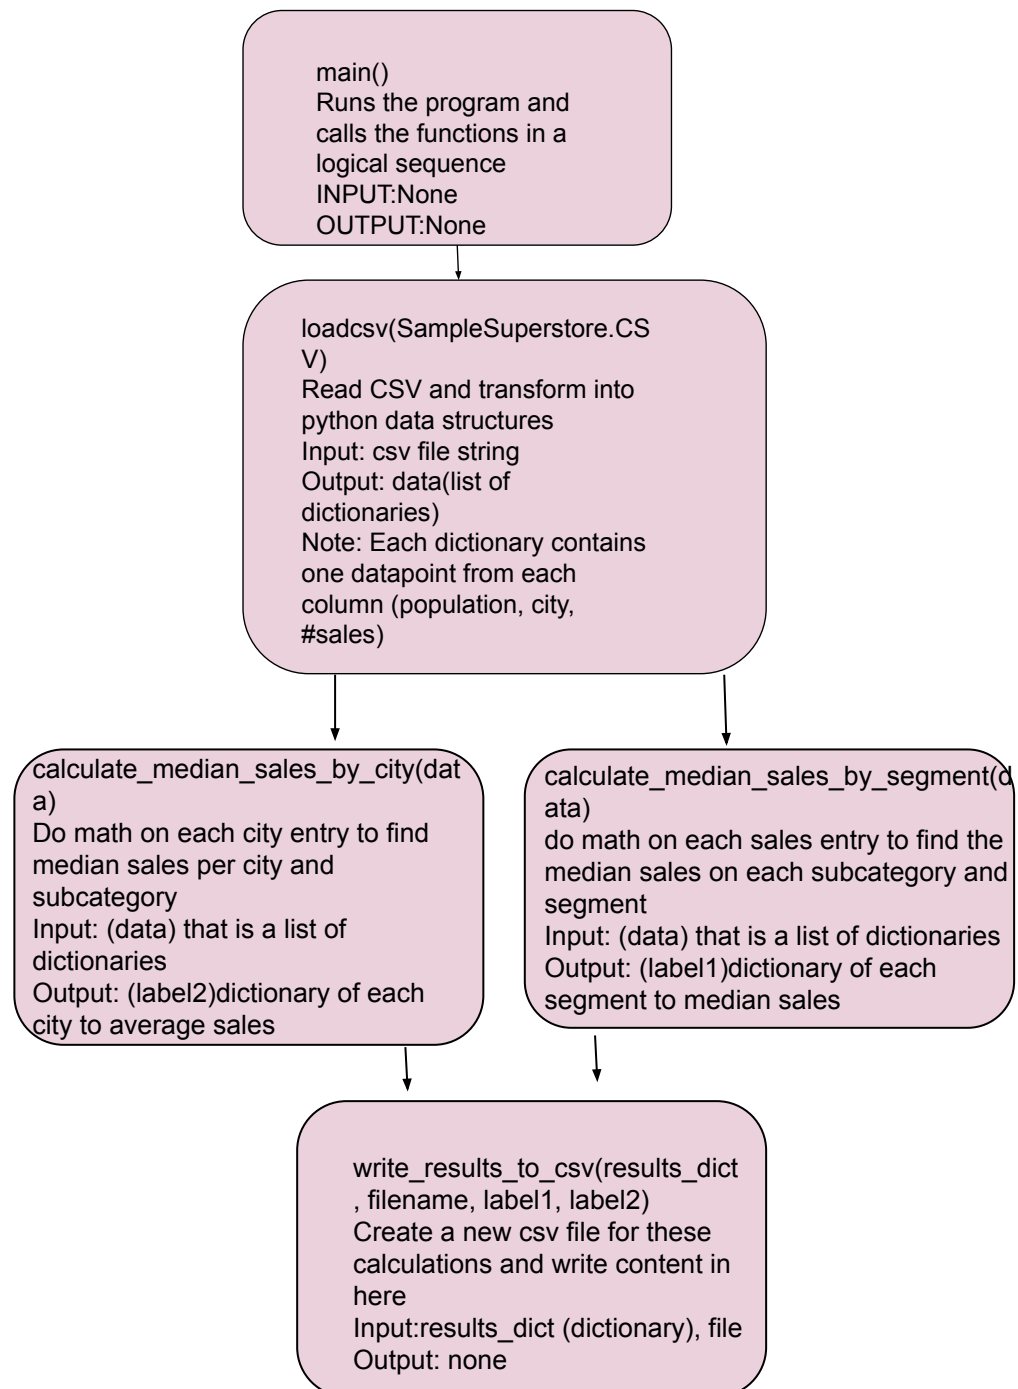 main()
Runs the program and
calls the functions in a
logical sequence
INPUT:None
OUTPUT:None
loadcsv(SampleSuperstore.CS
V)
Read CSV and transform into
python data structures
Input: csv file string
Output: data(list of
dictionaries)
Note: Each dictionary contains
one datapoint from each
column (population, city,
#sales)
calculate_median_sales_by_city(dat
a)
Do math on each city entry to find
median sales per city and
subcategory
Input: (data) that is a list of
dictionaries
Output: (label2)dictionary of each
city to average sales
calculate_median_sales_by_segment(d
ata)
do math on each sales entry to find the
median sales on each subcategory and
segment
Input: (data) that is a list of dictionaries
Output: (label1)dictionary of each
segment to median sales
write_results_to_csv(results_dict
, filename, label1, label2)
Create a new csv file for these
calculations and write content in
here
Input:results_dict (dictionary), file
Output: none